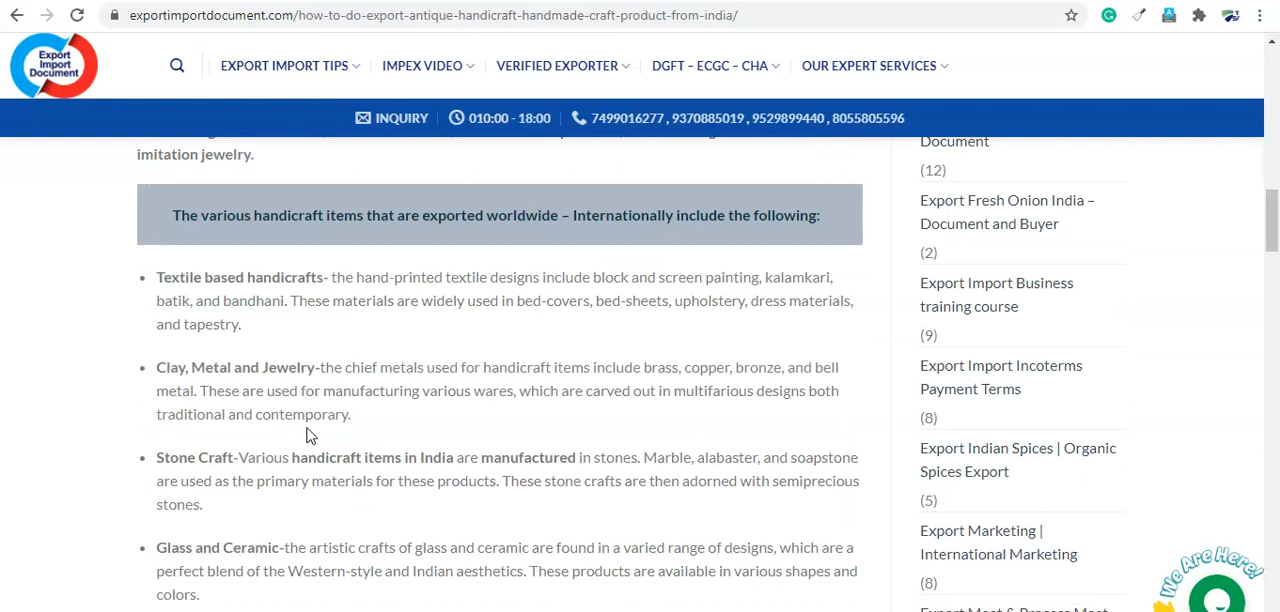 exportimportdocument.com/how-to-do-export-antique-handicraft-handmade-craft-product-from-india/
Export
Import
Document
EXPORT IMPORT TIPS
IMPEX VIDEO
VERIFIED EXPORTER
DGFT – ECGC – CHA
OUR EXPERT SERVICES
INQUIRY
010:00 - 18:00
7499016277 , 9370885019 , 9529899440 , 8055805596
imitation jewelry.
The various handicraft items that are exported worldwide – Internationally include the following:
Textile based handicrafts- the hand-printed textile designs include block and screen painting, kalamkari,
batik, and bandhani. These materials are widely used in bed-covers, bed-sheets, upholstery, dress materials,
and tapestry.
Clay, Metal and Jewelry-the chief metals used for handicraft items include brass, copper, bronze, and bell
metal. These are used for manufacturing various wares, which are carved out in multifarious designs both
traditional and contemporary.
Stone Craft-Various handicraft items in India are manufactured in stones. Marble, alabaster, and soapstone
are used as the primary materials for these products. These stone crafts are then adorned with semiprecious
stones.
Glass and Ceramic-the artistic crafts of glass and ceramic are found in a varied range of designs, which are a
perfect blend of the Western-style and Indian aesthetics. These products are available in various shapes and
colors.
Document
(12)
Export Fresh Onion India –
Document and Buyer
(2)
Export Import Business
training course
(9)
Export Import Incoterms
Payment Terms
(8)
Export Indian Spices | Organic
Spices Export
(5)
Export Marketing |
International Marketing
(8)
Export Meat & Process Meat
We Are Here!